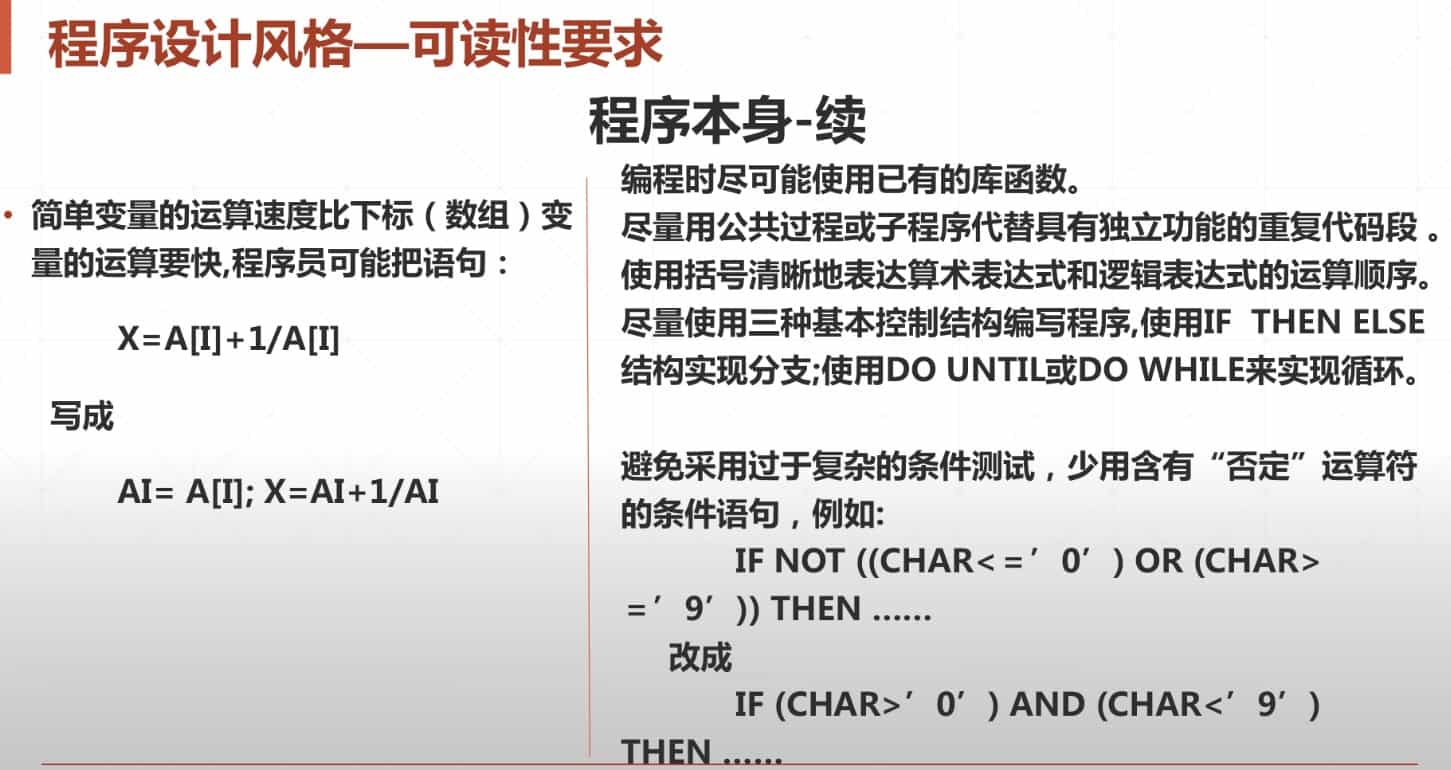 程序设计风格—可读性要求
程序本身-续
• 简单变量的运算速度比下标（数组）变
量的运算要快,程序员可能把语句：
X=A[I]+1/A[I]
写成
AI= A[I]; X=AI+1/AI
编程时尽可能使用已有的库函数。
尽量用公共过程或子程序代替具有独立功能的重复代码段 。
使用括号清晰地表达算术表达式和逻辑表达式的运算顺序。
尽量使用三种基本控制结构编写程序,使用IF THEN ELSE
结构实现分支;使用DO UNTIL或DO WHILE来实现循环。
避免采用过于复杂的条件测试，少用含有“否定”运算符
的条件语句，例如:
IF NOT ((CHAR<=’0’) OR (CHAR>
=’9’)) THEN ……
改成
IF (CHAR>’0’) AND (CHAR<’9’)
THEN ……